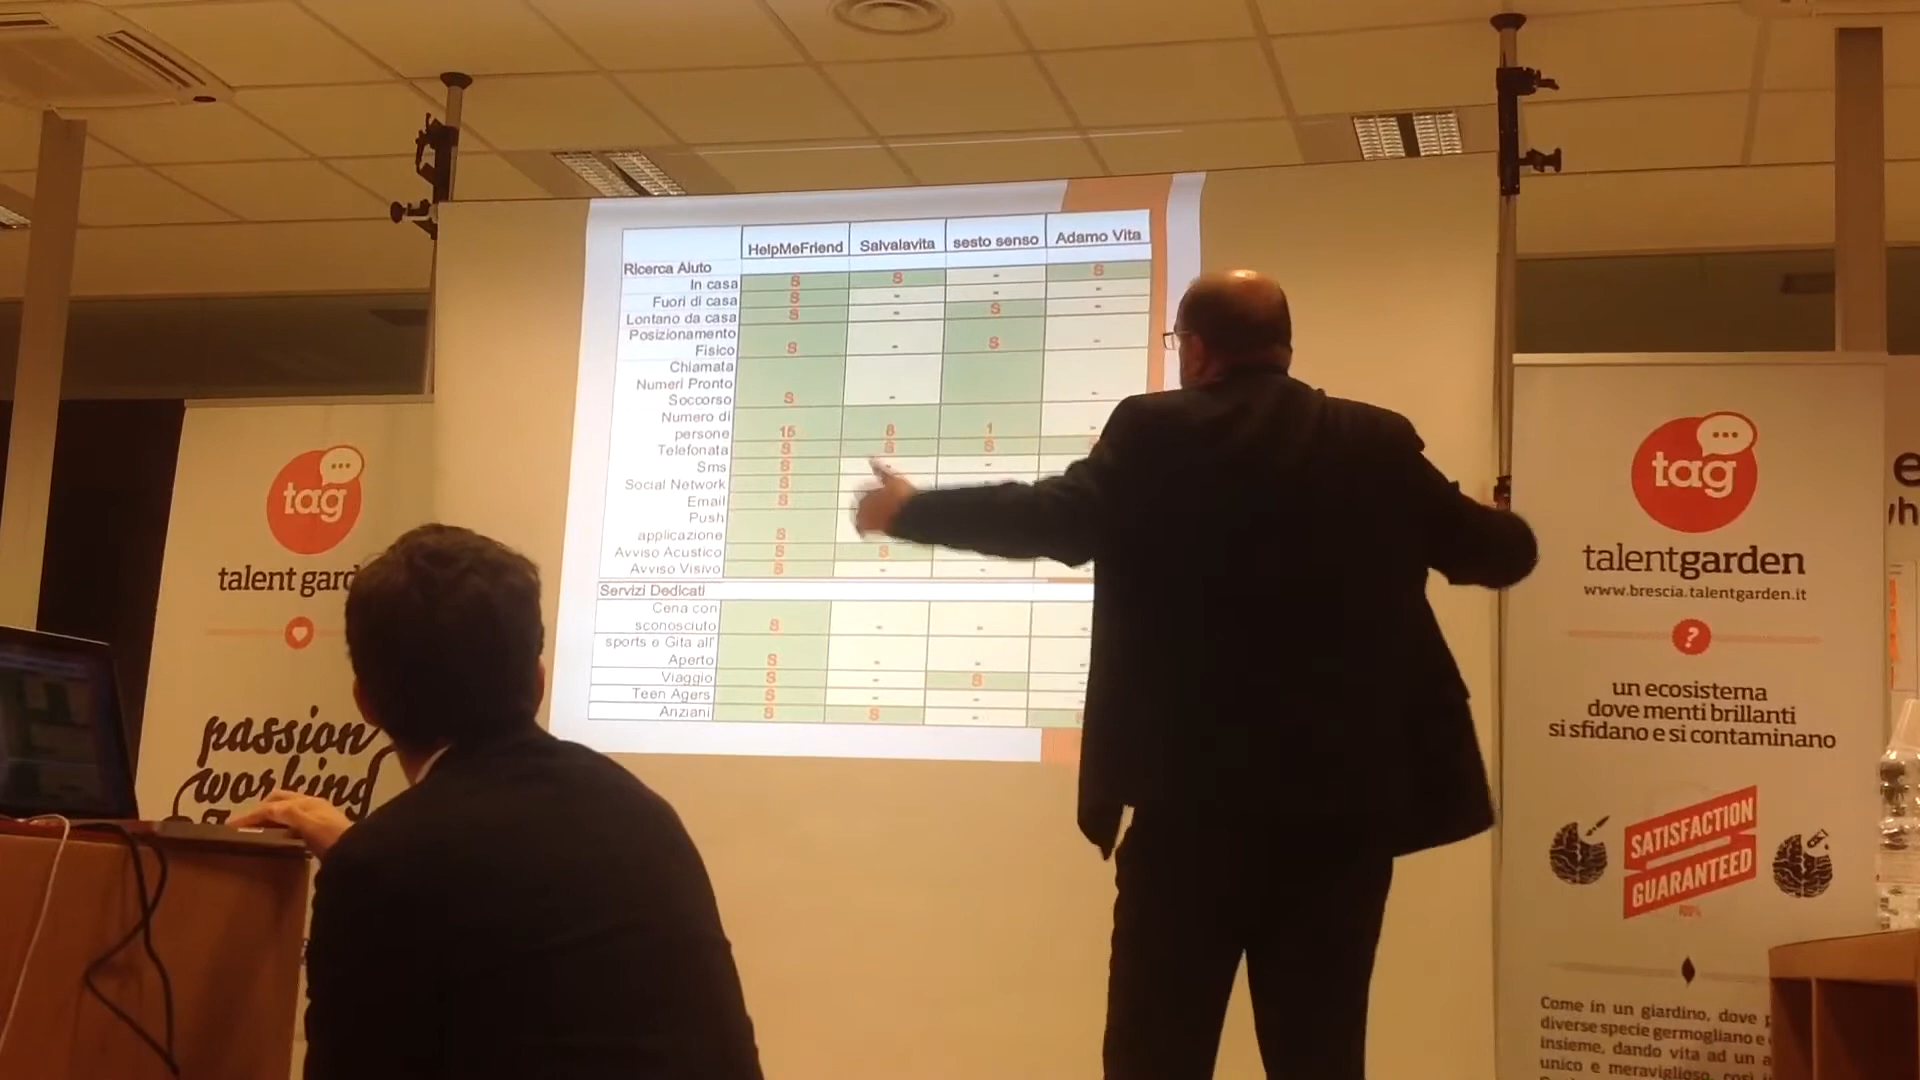 HelpMeFriend Salvalavita sesto senso Adamo Vita
Ricerca Aiuto
In casa S S - S
Fuori di casa S - - -
Lontano da casa S - S -
Posizionamento
Fisico S - S -
Chiamata
Numeri Pronto
Soccorso S - -
Numero di
persone 15 8 1 -
Telefonata S S S
Sms S - -
Social Network S
Email S
Push
applicazione S
Avviso Acustico S S
Avviso Visivo S - -
Servizi Dedicati
Cena con
sconosciuto S - - -
sports e Gita all'
Aperto S - - -
Viaggio S - S -
Teen Agers S - - -
Anziani S S -
tag
talent gard
passion
working
tag
talentgarden
www.brescia.talentgarden.it
?
un ecosistema
dove menti brillanti
si sfidano e si contaminano
SATISFACTION
GUARANTEED
100%
Come in un giardino, dove
diverse specie germogliano e
insieme, dando vita ad un
unico e meraviglioso, così
e
h